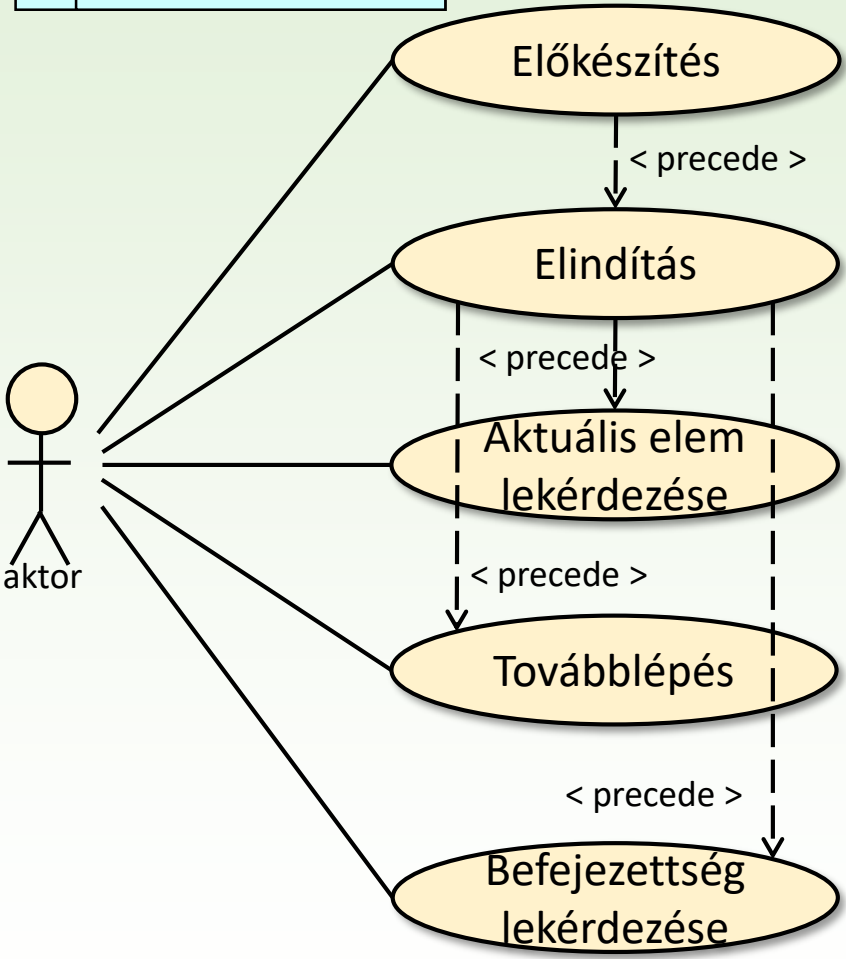 Előkészítés
< precede >
Elindítás
< precede >
Aktuális elem
lekérdezése
aktor
< precede >
Továbblépés
< precede >
Befejezettség
lekérdezése